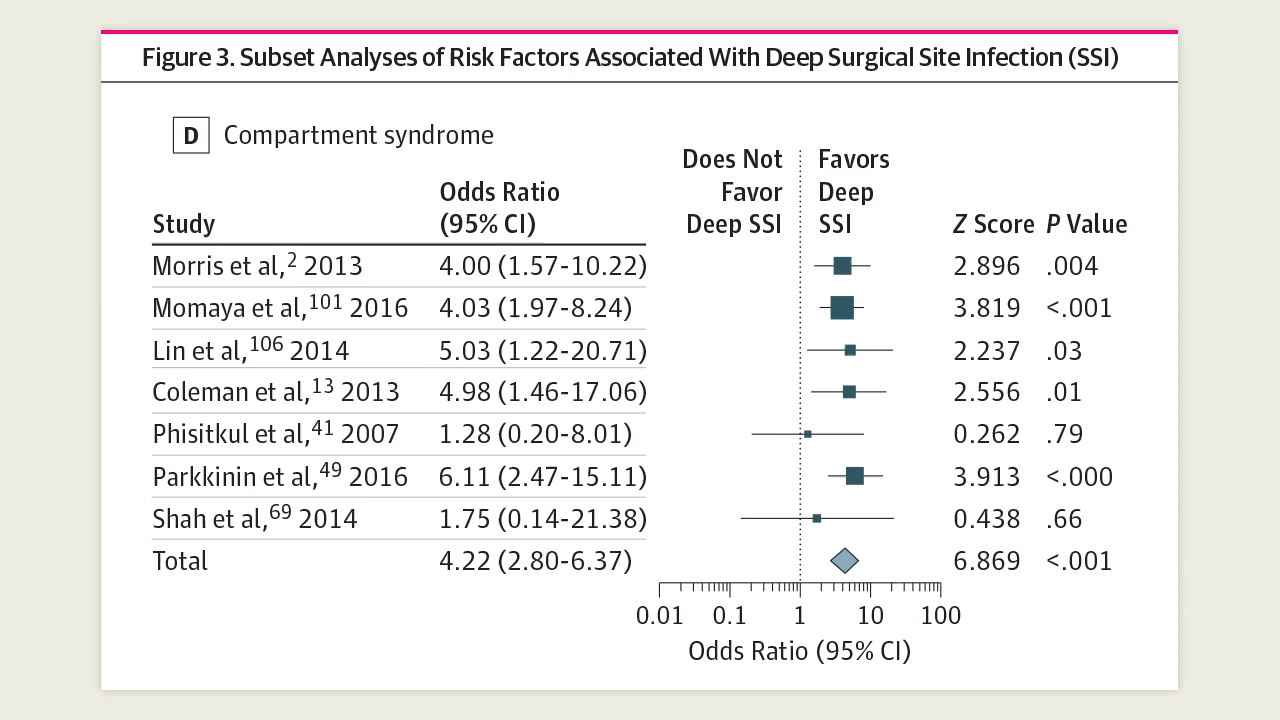 Figure 3. Subset Analyses of Risk Factors Associated With Deep Surgical Site Infection (SSI)
D Compartment syndrome
Does Not Favor Deep SSI
Favors Deep SSI
Study Odds Ratio (95% CI) Z Score P Value
Morris et al,2 2013 4.00 (1.57-10.22) 2.896 .004
Momaya et al,101 2016 4.03 (1.97-8.24) 3.819 <.001
Lin et al,106 2014 5.03 (1.22-20.71) 2.237 .03
Coleman et al,13 2013 4.98 (1.46-17.06) 2.556 .01
Phisitkul et al,41 2007 1.28 (0.20-8.01) 0.262 .79
Parkkinin et al,49 2016 6.11 (2.47-15.11) 3.913 <.000
Shah et al,69 2014 1.75 (0.14-21.38) 0.438 .66
Total 4.22 (2.80-6.37) 6.869 <.001
0.01 0.1 1 10 100
Odds Ratio (95% CI)